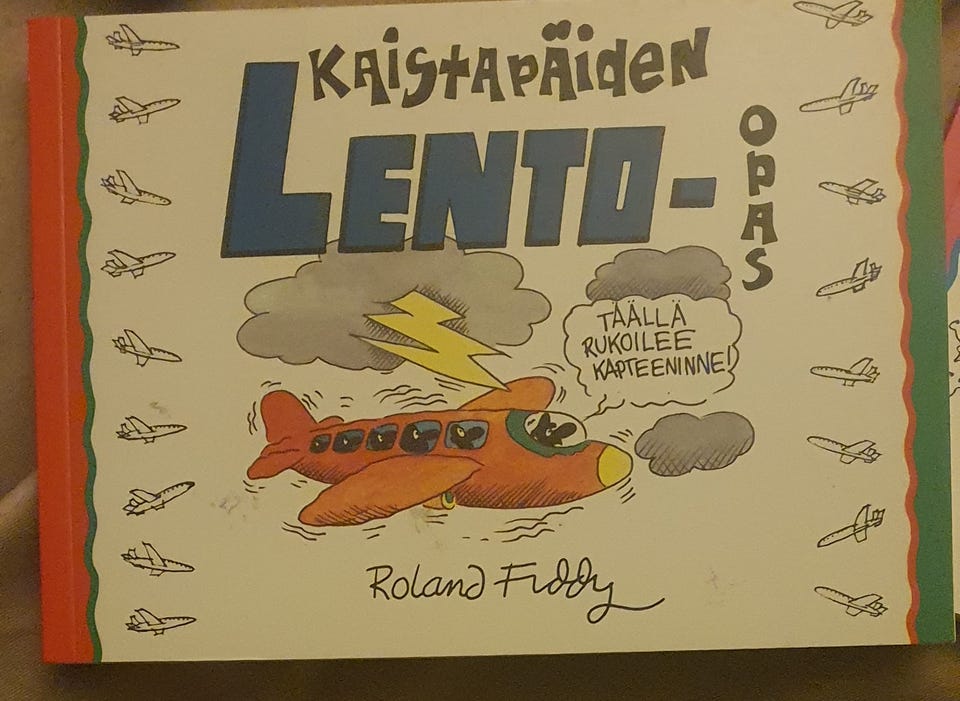 KAiStAPÄiDEN
LENTO-
OPAS
TÄÄLLÄ
RUKOILEE
KAPTEENINNE!
Roland Fiddy